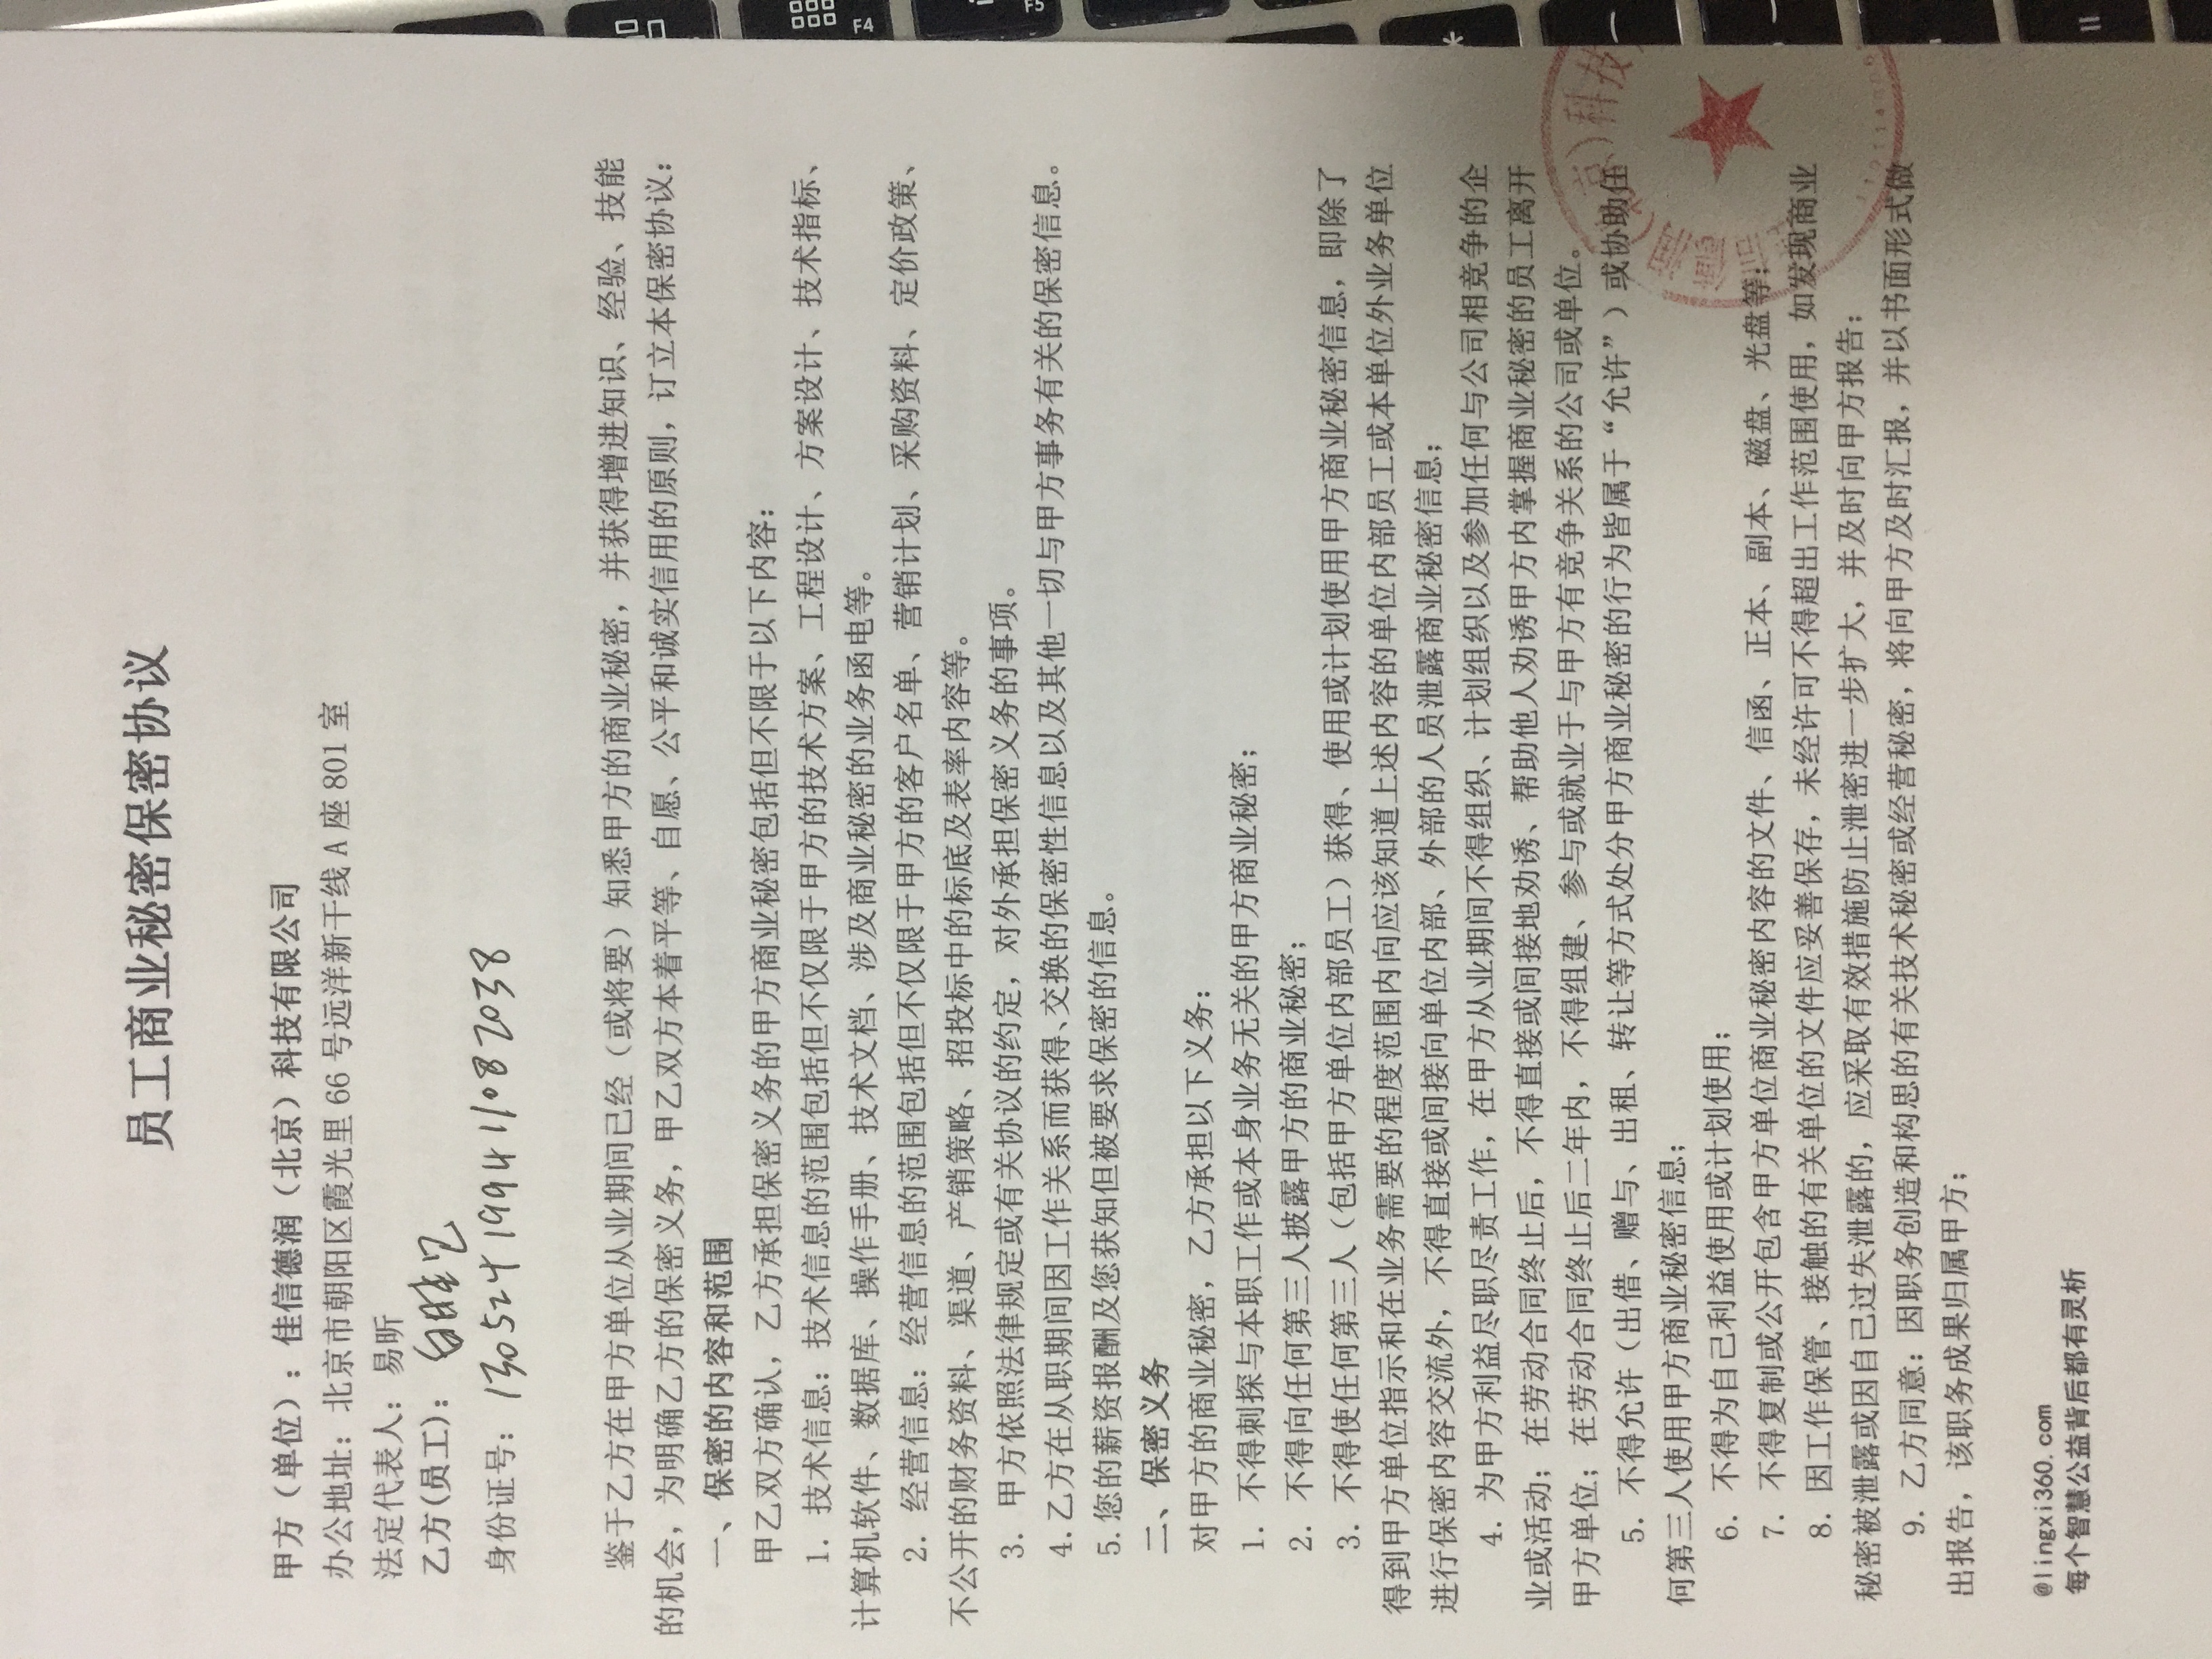 员工商业秘密保密协议
甲方（单位）：佳信德润（北京）科技有限公司
办公地址：北京市朝阳区霞光里 66 号远洋新干线 A 座 801 室
法定代表人：易昕
乙方(员工)：
身份证号：130524199411082038
鉴于乙方在甲方单位从业期间已经（或将要）知悉甲方的商业秘密，并获得增进知识、经验、技能
的机会，为明确乙方的保密义务，甲乙双方本着平等、自愿、公平和诚实信用的原则，订立本保密协议：
一、保密的内容和范围
甲乙双方确认，乙方承担保密义务的甲方商业秘密包括但不限于以下内容：
1．技术信息：技术信息的范围包括但不仅限于甲方的技术方案、工程设计、方案设计、技术指标、
计算机软件、数据库、操作手册、技术文档、涉及商业秘密的业务函电等。
2．经营信息：经营信息的范围包括但不仅限于甲方的客户名单、营销计划、采购资料、定价政策、
不公开的财务资料、渠道、产销策略、招投标中的标底及表率内容等。
3．甲方依照法律规定或有关协议的约定，对外承担保密义务的事项。
4.乙方在从职期间因工作关系而获得、交换的保密性信息以及其他一切与甲方事务有关的保密信息。
5.您的薪资报酬及您获知但被要求保密的信息。
二、保密义务
对甲方的商业秘密，乙方承担以下义务：
1．不得刺探与本职工作或本身业务无关的甲方商业秘密；
2．不得向任何第三人披露甲方的商业秘密；
3．不得使任何第三人（包括甲方单位内部员工）获得、使用或计划使用甲方商业秘密信息，即除了
得到甲方单位指示和在业务需要的程度范围内向应该知道上述内容的单位内部员工或本单位外业务单位
进行保密内容交流外，不得直接或间接向单位内部、外部的人员泄露商业秘密信息；
4．为甲方利益尽职尽责工作，在甲方从业期间不得组织、计划组织以及参加任何与公司相竞争的企
业或活动；在劳动合同终止后，不得直接或间接地劝诱、帮助他人劝诱甲方内掌握商业秘密的员工离开
甲方单位；在劳动合同终止后二年内，不得组建、参与或就业于与甲方有竞争关系的公司或单位。
5．不得允许（出借、赠与、出租、转让等方式处分甲方商业秘密的行为皆属于“允许”）或协助任
何第三人使用甲方商业秘密信息；
6．不得为自己利益使用或计划使用；
7．不得复制或公开包含甲方单位商业秘密内容的文件、信函、正本、副本、磁盘、光盘等；
8．因工作保管、接触的有关单位的文件应妥善保存，未经许可不得超出工作范围使用，如发现商业
秘密被泄露或因自己过失泄露的，应采取有效措施防止泄密进一步扩大，并及时向甲方报告；
9．乙方同意：因职务创造和构思的有关技术秘密或经营秘密，将向甲方及时汇报，并以书面形式做
出报告，该职务成果归属甲方；
德润（北京）科技
@lingxi360.com
每个智慧公益背后都有灵析
F4
F5